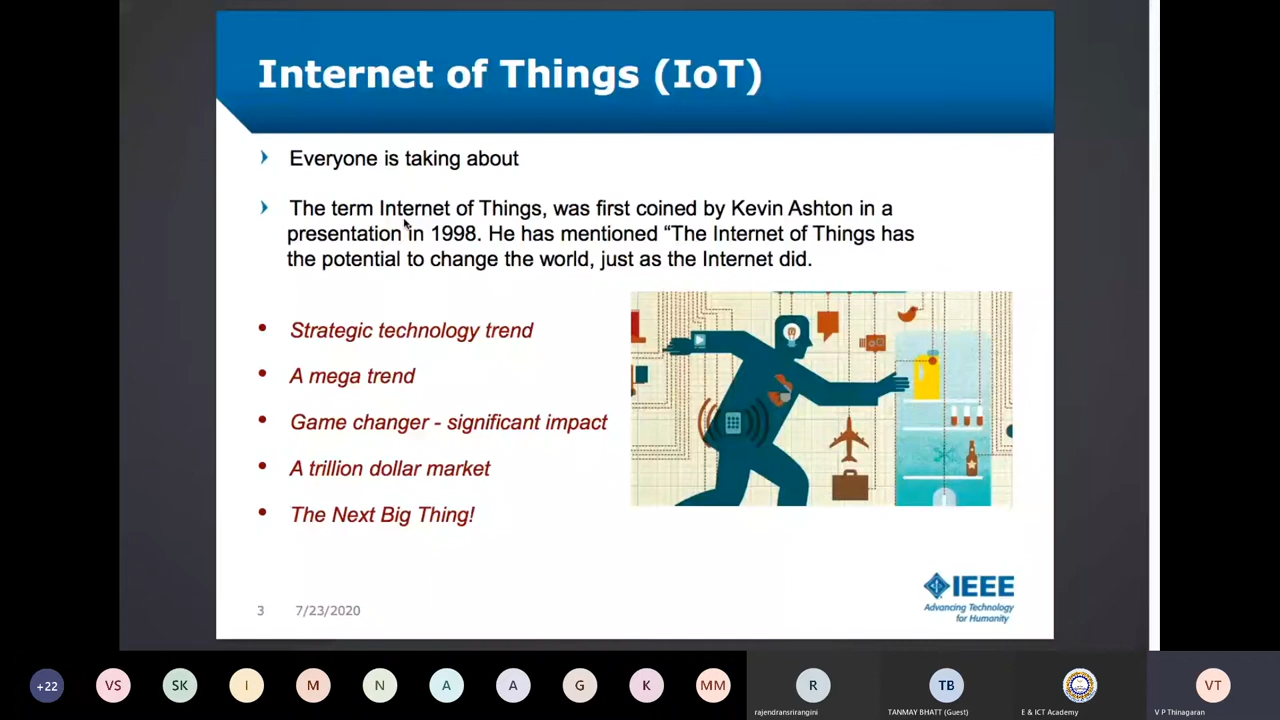 Internet of Things (IoT)
Everyone is taking about
The term Internet of Things, was first coined by Kevin Ashton in a
presentation in 1998. He has mentioned “The Internet of Things has
the potential to change the world, just as the Internet did.
Strategic technology trend
A mega trend
Game changer - significant impact
A trillion dollar market
The Next Big Thing!
IEEE
Advancing Technology
for Humanity
3 7/23/2020
+22 VS SK I M N A A G K MM R TB VT
rajendransrirangini TANMAY BHATT (Guest) E & ICT Academy V P Thinagaran